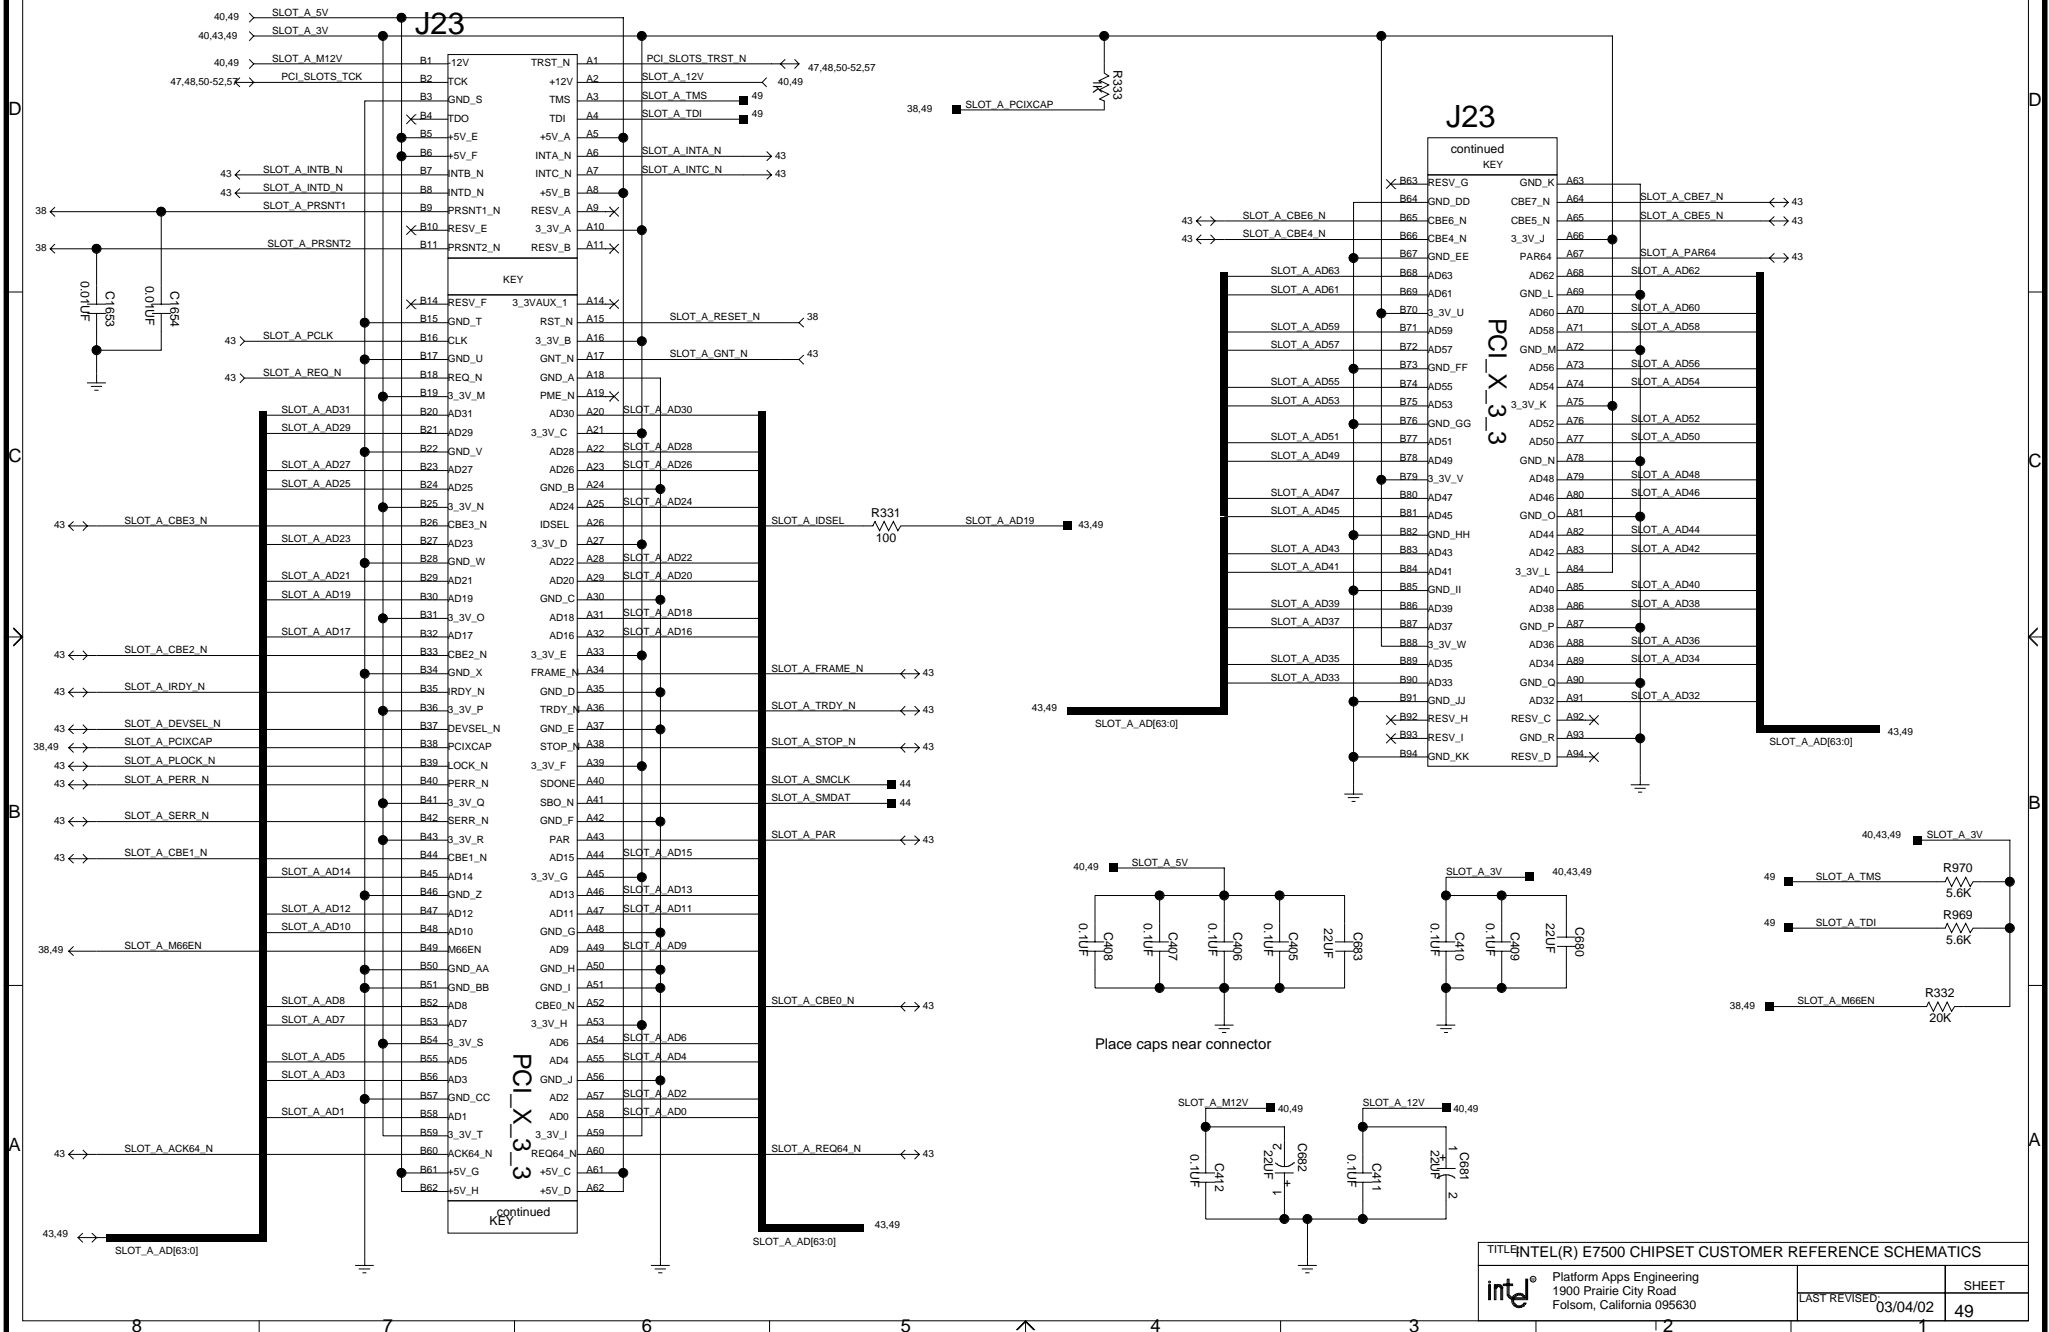 40,49 SLOT_A_5V
40,43,49 SLOT_A_3V
J23
40,49 SLOT_A_M12V B1 -12V TRST_N A1 PCI_SLOTS_TRST_N 47,48,50-52,57
47,48,50-52,57 PCI_SLOTS_TCK B2 TCK +12V A2 SLOT_A_12V 40,49
B3 GND_S TMS A3 SLOT_A_TMS 49
B4 TDO TDI A4 SLOT_A_TDI 49
B5 +5V_E +5V_A A5
B6 +5V_F INTA_N A6 SLOT_A_INTA_N 43
43 SLOT_A_INTB_N B7 INTB_N INTC_N A7 SLOT_A_INTC_N 43
43 SLOT_A_INTD_N B8 INTD_N +5V_B A8
38 SLOT_A_PRSNT1 B9 PRSNT1_N RESV_A A9
B10 RESV_E 3_3V_A A10
38 SLOT_A_PRSNT2 B11 PRSNT2_N RESV_B A11
KEY
C1653 0.01UF
C1654 0.01UF
B14 RESV_F 3_3VAUX_1 A14
B15 GND_T RST_N A15 SLOT_A_RESET_N 38
43 SLOT_A_PCLK B16 CLK 3_3V_B A16
B17 GND_U GNT_N A17 SLOT_A_GNT_N 43
43 SLOT_A_REQ_N B18 REQ_N GND_A A18
B19 3_3V_M PME_N A19
SLOT_A_AD31 B20 AD31 AD30 A20 SLOT_A_AD30
SLOT_A_AD29 B21 AD29 3_3V_C A21
B22 GND_V AD28 A22 SLOT_A_AD28
SLOT_A_AD27 B23 AD27 AD26 A23 SLOT_A_AD26
SLOT_A_AD25 B24 AD25 GND_B A24
B25 3_3V_N AD24 A25 SLOT_A_AD24
43 SLOT_A_CBE3_N B26 CBE3_N IDSEL A26 SLOT_A_IDSEL R331 100 SLOT_A_AD19 43,49
SLOT_A_AD23 B27 AD23 3_3V_D A27
B28 GND_W AD22 A28 SLOT_A_AD22
SLOT_A_AD21 B29 AD21 AD20 A29 SLOT_A_AD20
SLOT_A_AD19 B30 AD19 GND_C A30
B31 3_3V_O AD18 A31 SLOT_A_AD18
SLOT_A_AD17 B32 AD17 AD16 A32 SLOT_A_AD16
43 SLOT_A_CBE2_N B33 CBE2_N 3_3V_E A33
B34 GND_X FRAME_N A34 SLOT_A_FRAME_N 43
43 SLOT_A_IRDY_N B35 IRDY_N GND_D A35
B36 3_3V_P TRDY_N A36 SLOT_A_TRDY_N 43
43 SLOT_A_DEVSEL_N B37 DEVSEL_N GND_E A37
38,49 SLOT_A_PCIXCAP B38 PCIXCAP STOP_N A38 SLOT_A_STOP_N 43
43 SLOT_A_PLOCK_N B39 LOCK_N 3_3V_F A39
43 SLOT_A_PERR_N B40 PERR_N SDONE A40 SLOT_A_SMCLK 44
B41 3_3V_Q SBO_N A41 SLOT_A_SMDAT 44
43 SLOT_A_SERR_N B42 SERR_N GND_F A42
B43 3_3V_R PAR A43 SLOT_A_PAR 43
43 SLOT_A_CBE1_N B44 CBE1_N AD15 A44 SLOT_A_AD15
SLOT_A_AD14 B45 AD14 3_3V_G A45
B46 GND_Z AD13 A46 SLOT_A_AD13
SLOT_A_AD12 B47 AD12 AD11 A47 SLOT_A_AD11
SLOT_A_AD10 B48 AD10 GND_G A48
38,49 SLOT_A_M66EN B49 M66EN AD9 A49 SLOT_A_AD9
B50 GND_AA GND_H A50
B51 GND_BB GND_I A51
SLOT_A_AD8 B52 AD8 CBE0_N A52 SLOT_A_CBE0_N 43
SLOT_A_AD7 B53 AD7 3_3V_H A53
B54 3_3V_S AD6 A54 SLOT_A_AD6
SLOT_A_AD5 B55 AD5 AD4 A55 SLOT_A_AD4
SLOT_A_AD3 B56 AD3 GND_J A56
B57 GND_CC AD2 A57 SLOT_A_AD2
SLOT_A_AD1 B58 AD1 AD0 A58 SLOT_A_AD0
B59 3_3V_T 3_3V_I A59
43 SLOT_A_ACK64_N B60 ACK64_N REQ64_N A60 SLOT_A_REQ64_N 43
B61 +5V_G +5V_C A61
B62 +5V_H +5V_D A62
PCI_X_3_3
continued
KEY
43,49 SLOT_A_AD[63:0]
43,49 SLOT_A_AD[63:0]
38,49 SLOT_A_PCIXCAP
R333 1K
J23
continued
KEY
B63 RESV_G GND_K A63
B64 GND_DD CBE7_N A64 SLOT_A_CBE7_N 43
43 SLOT_A_CBE6_N B65 CBE6_N CBE5_N A65 SLOT_A_CBE5_N 43
43 SLOT_A_CBE4_N B66 CBE4_N 3_3V_J A66
B67 GND_EE PAR64 A67 SLOT_A_PAR64 43
SLOT_A_AD63 B68 AD63 AD62 A68 SLOT_A_AD62
SLOT_A_AD61 B69 AD61 GND_L A69
B70 3_3V_U AD60 A70 SLOT_A_AD60
SLOT_A_AD59 B71 AD59 AD58 A71 SLOT_A_AD58
SLOT_A_AD57 B72 AD57 GND_M A72
B73 GND_FF AD56 A73 SLOT_A_AD56
SLOT_A_AD55 B74 AD55 AD54 A74 SLOT_A_AD54
SLOT_A_AD53 B75 AD53 3_3V_K A75
B76 GND_GG AD52 A76 SLOT_A_AD52
SLOT_A_AD51 B77 AD51 AD50 A77 SLOT_A_AD50
SLOT_A_AD49 B78 AD49 GND_N A78
B79 3_3V_V AD48 A79 SLOT_A_AD48
SLOT_A_AD47 B80 AD47 AD46 A80 SLOT_A_AD46
SLOT_A_AD45 B81 AD45 GND_O A81
B82 GND_HH AD44 A82 SLOT_A_AD44
SLOT_A_AD43 B83 AD43 AD42 A83 SLOT_A_AD42
SLOT_A_AD41 B84 AD41 3_3V_L A84
B85 GND_II AD40 A85 SLOT_A_AD40
SLOT_A_AD39 B86 AD39 AD38 A86 SLOT_A_AD38
SLOT_A_AD37 B87 AD37 GND_P A87
B88 3_3V_W AD36 A88 SLOT_A_AD36
SLOT_A_AD35 B89 AD35 AD34 A89 SLOT_A_AD34
SLOT_A_AD33 B90 AD33 GND_Q A90
B91 GND_JJ AD32 A91 SLOT_A_AD32
B92 RESV_H RESV_C A92
B93 RESV_I GND_R A93
B94 GND_KK RESV_D A94
PCI_X_3_3
43,49 SLOT_A_AD[63:0]
43,49 SLOT_A_AD[63:0]
40,49 SLOT_A_5V
C408 0.1UF
C407 0.1UF
C406 0.1UF
C405 0.1UF
C683 22UF
SLOT_A_3V 40,43,49
C410 0.1UF
C409 0.1UF
C680 22UF
Place caps near connector
SLOT_A_M12V 40,49
C412 0.1UF
2 C682 22UF + 1
SLOT_A_12V 40,49
C411 0.1UF
1 + C681 22UF 2
40,43,49 SLOT_A_3V
49 SLOT_A_TMS R970 5.6K
49 SLOT_A_TDI R969 5.6K
38,49 SLOT_A_M66EN R332 20K
TITLE INTEL(R) E7500 CHIPSET CUSTOMER REFERENCE SCHEMATICS
intel®
Platform Apps Engineering
1900 Prairie City Road
Folsom, California 095630
LAST REVISED: 03/04/02
SHEET
49
D D
C C
B B
A A
8 7 6 5 4 3 2 1